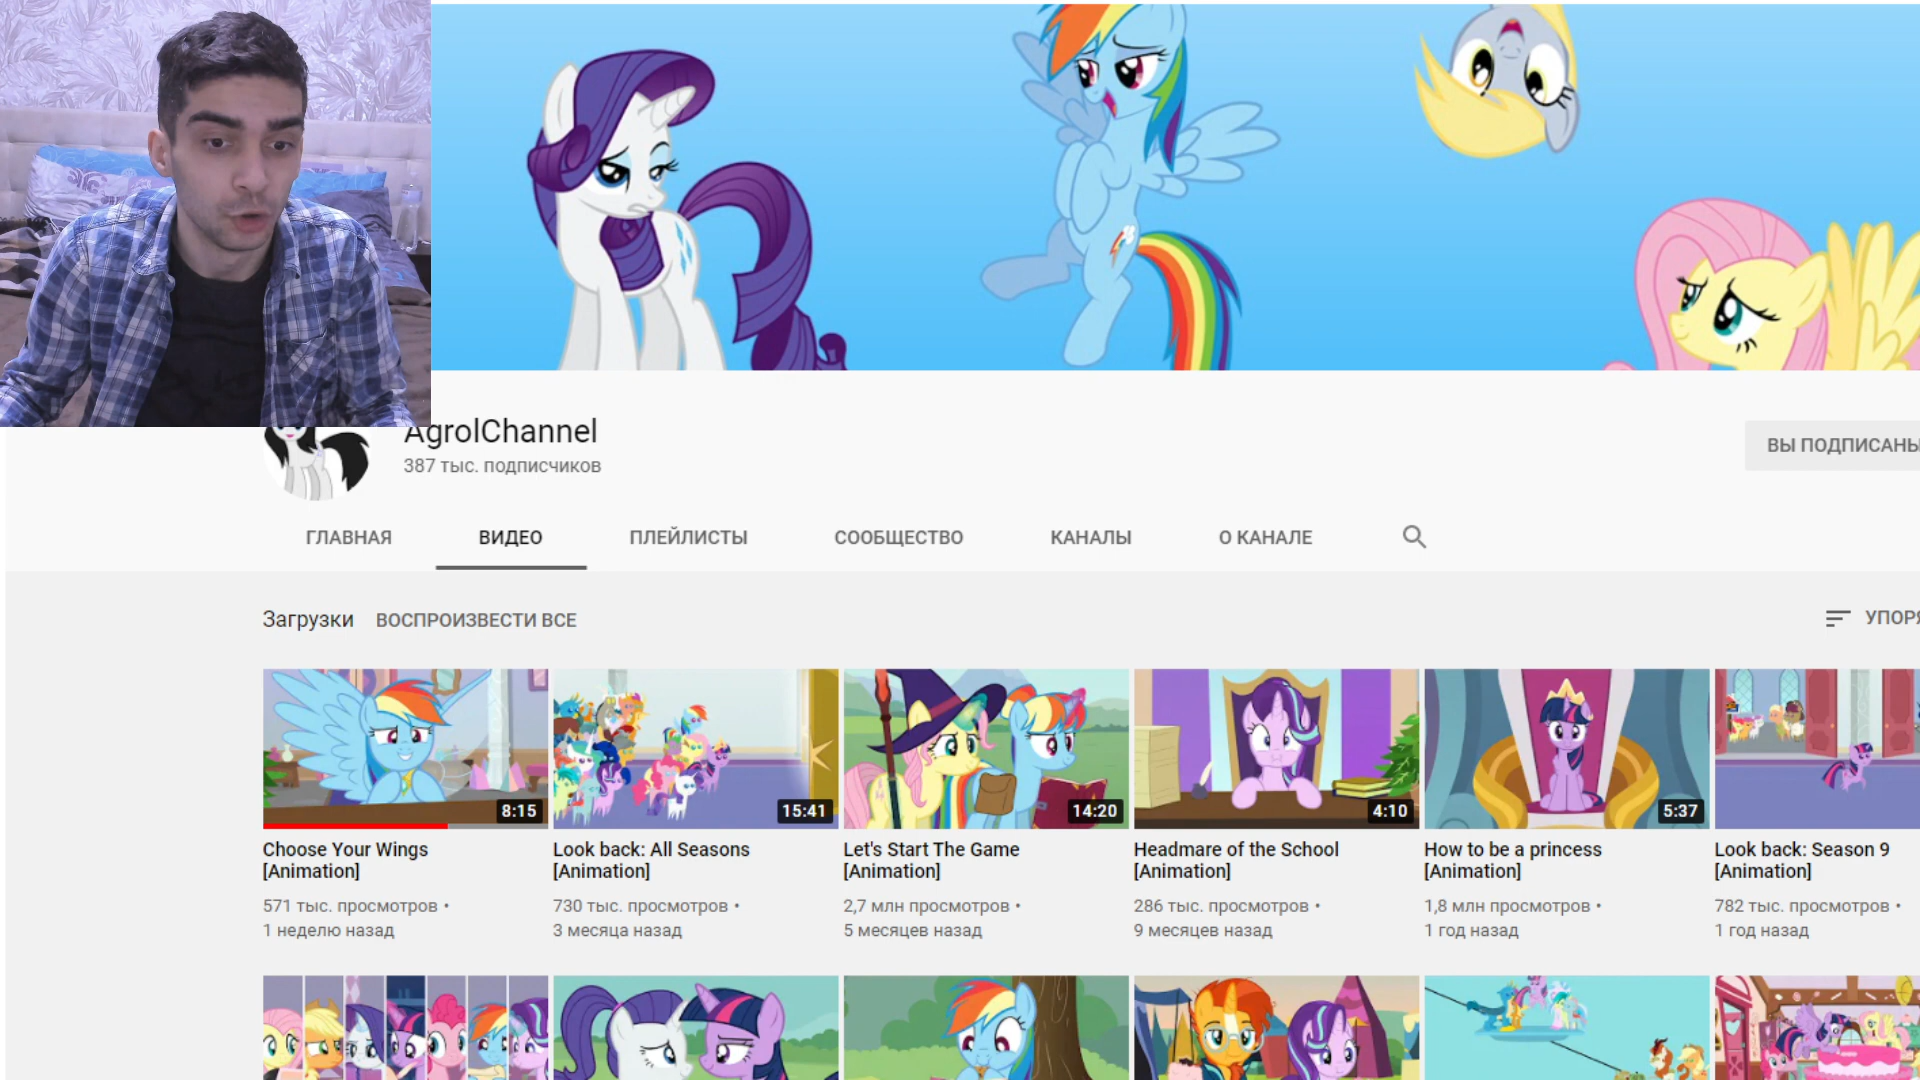 AgrolChannel
387 тыс. подписчиков
ВЫ ПОДПИСАНЫ
ГЛАВНАЯ
ВИДЕО
ПЛЕЙЛИСТЫ
СООБЩЕСТВО
КАНАЛЫ
О КАНАЛЕ
Загрузки
ВОСПРОИЗВЕСТИ ВСЕ
УПОРЯ
8:15
15:41
14:20
4:10
5:37
Choose Your Wings
[Animation]
571 тыс. просмотров •
1 неделю назад
Look back: All Seasons
[Animation]
730 тыс. просмотров •
3 месяца назад
Let's Start The Game
[Animation]
2,7 млн просмотров •
5 месяцев назад
Headmare of the School
[Animation]
286 тыс. просмотров •
9 месяцев назад
How to be a princess
[Animation]
1,8 млн просмотров •
1 год назад
Look back: Season 9
[Animation]
782 тыс. просмотров •
1 год назад